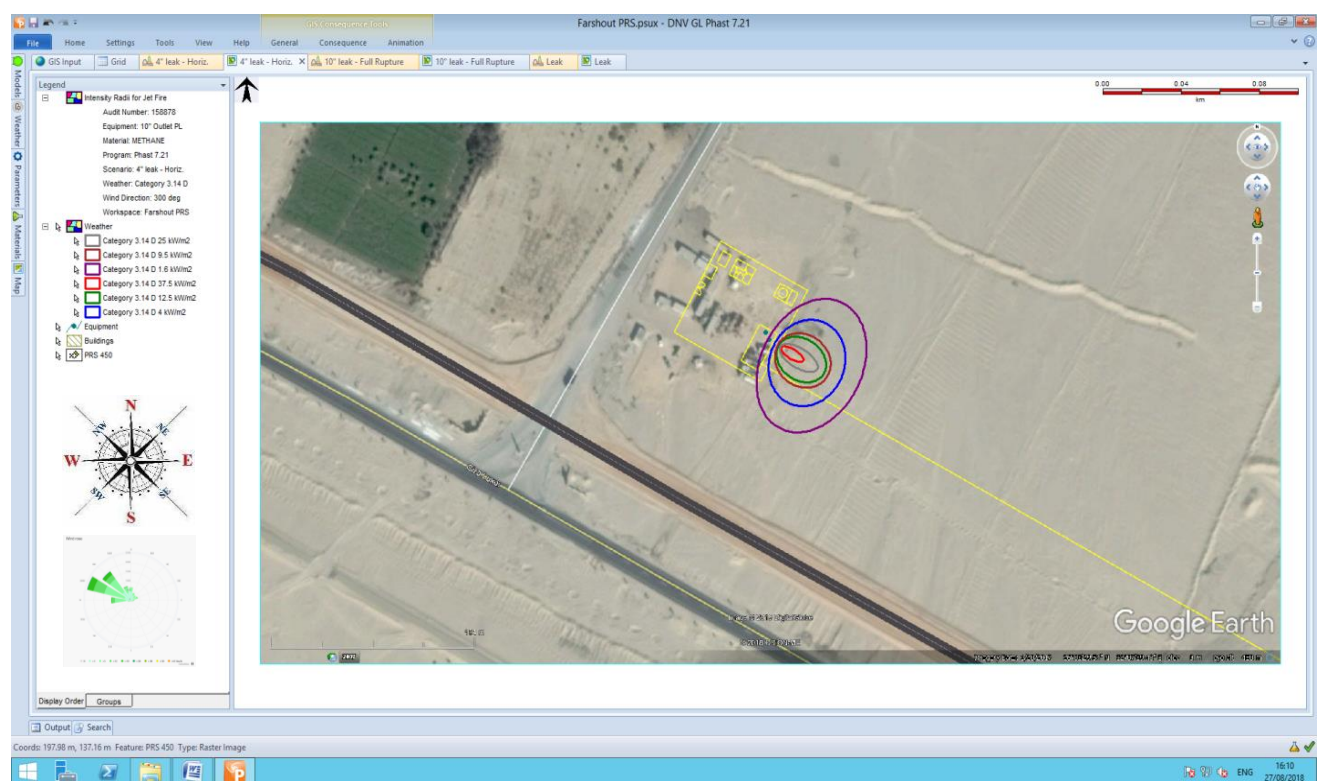 GIS Consequence Tools
Farshout PRS.psux - DNV GL Phast 7.21
File Home Settings Tools View Help General Consequence Animation
GIS Input Grid 4" leak - Horiz. 4" leak - Horiz. 10" leak - Full Rupture 10" leak - Full Rupture Leak Leak
Models
Weather
Parameters
Materials
Map
Legend
Intensity Radii for Jet Fire
Audit Number: 158878
Equipment: 10" Outlet PL
Material: METHANE
Program: Phast 7.21
Scenario: 4" leak - Horiz.
Weather: Category 3.14 D
Wind Direction: 300 deg
Workspace: Farshout PRS
Weather
Category 3.14 D 25 kW/m2
Category 3.14 D 9.5 kW/m2
Category 3.14 D 1.6 kW/m2
Category 3.14 D 37.5 kW/m2
Category 3.14 D 12.5 kW/m2
Category 3.14 D 4 kW/m2
Equipment
Buildings
PRS 450
N
NW NE
W E
SW SE
S
0.00 0.04 0.08
km
Google Earth
Display Order Groups
Output Search
Coords: 197.98 m, 137.16 m Feature: PRS 450 Type: Raster Image
ENG
16:10
27/08/2018